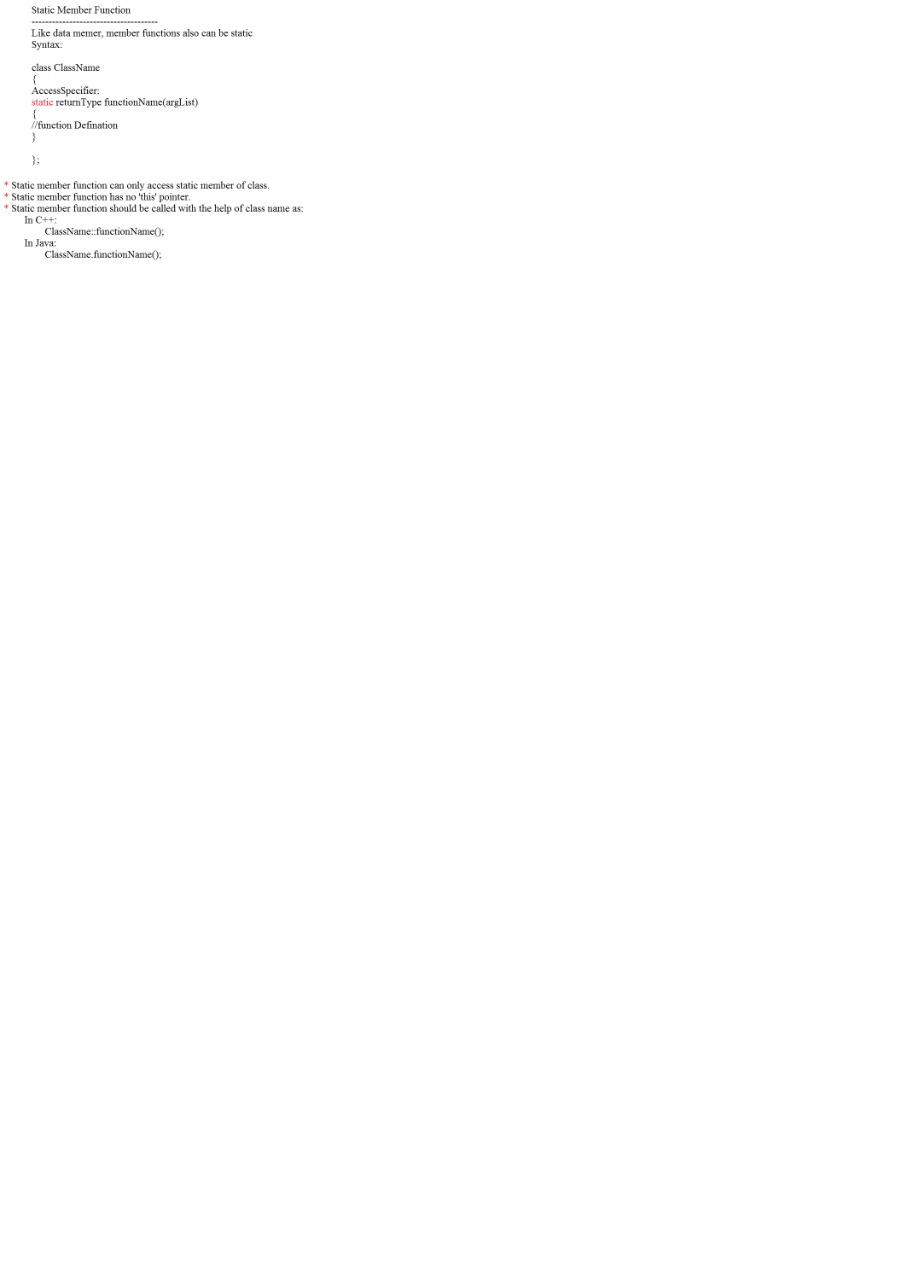 Static Member Function
-------------------------------------
Like data memer, member functions also can be static
Syntax:
class ClassName
{
AccessSpecifier:
static returnType functionName(argList)
{
//function Defination
}
};
* Static member function can only access static member of class.
* Static member function has no 'this' pointer.
* Static member function should be called with the help of class name as:
In C++:
ClassName::functionName();
In Java:
ClassName.functionName();